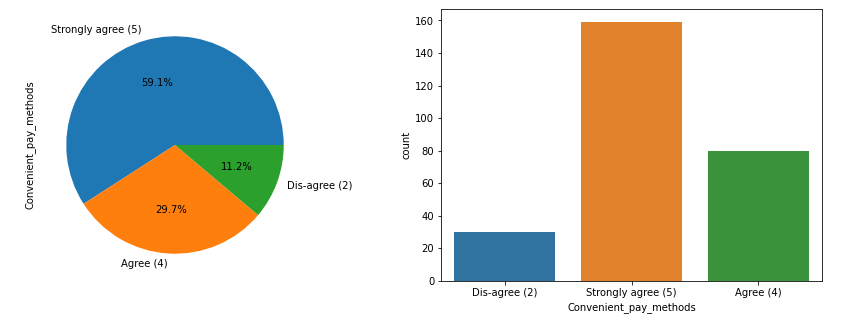 Strongly agree (5)
59.1%
Convenient_pay_methods
11.2%
Dis-agree (2)
29.7%
Agree (4)
160
140
120
100
80
60
40
20
0
count
Dis-agree (2)
Strongly agree (5)
Agree (4)
Convenient_pay_methods